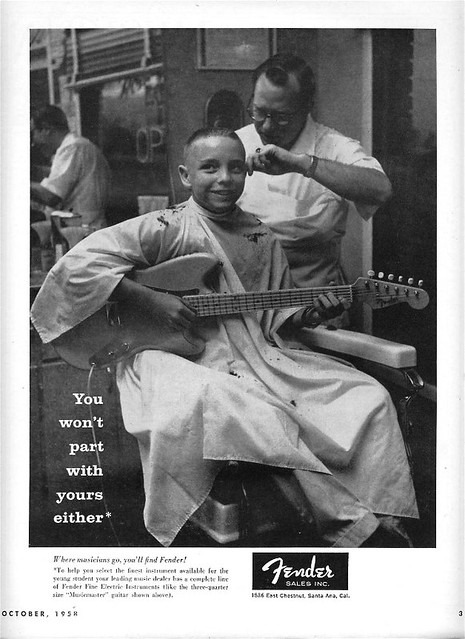 You
won't
part
with
yours
either*
Where musicians go, you'll find Fender!
*To help you select the finest instrument available for the
young student your leading music dealer has a complete line
of Fender Fine Electric Instruments (like the three-quarter
size "Musicmaster" guitar shown above).
Fender
SALES INC.
1536 East Chestnut, Santa Ana, Cal.
OCTOBER, 1958
3